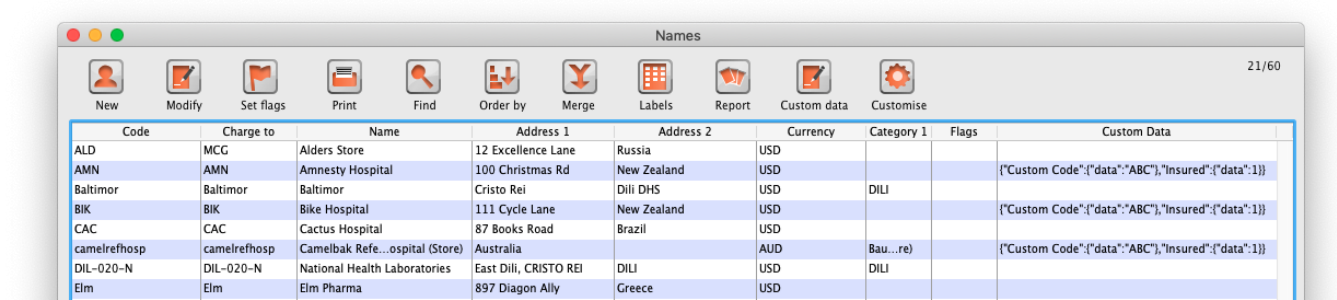 Names
21/60
New Modify Set flags Print Find Order by Merge Labels Report Custom data Customise
Code Charge to Name Address 1 Address 2 Currency Category 1 Flags Custom Data
ALD MCG Alders Store 12 Excellence Lane Russia USD
AMN AMN Amnesty Hospital 100 Christmas Rd New Zealand USD {"Custom Code":{"data":"ABC"},"Insured":{"data":1}}
Baltimor Baltimor Baltimor Cristo Rei Dili DHS USD DILI
BIK BIK Bike Hospital 111 Cycle Lane New Zealand USD {"Custom Code":{"data":"ABC"},"Insured":{"data":1}}
CAC CAC Cactus Hospital 87 Books Road Brazil USD
camelrefhosp camelrefhosp Camelbak Refe...ospital (Store) Australia AUD Bau...re) {"Custom Code":{"data":"ABC"},"Insured":{"data":1}}
DIL-020-N DIL-020-N National Health Laboratories East Dili, CRISTO REI DILI USD DILI
Elm Elm Elm Pharma 897 Diagon Ally Greece USD